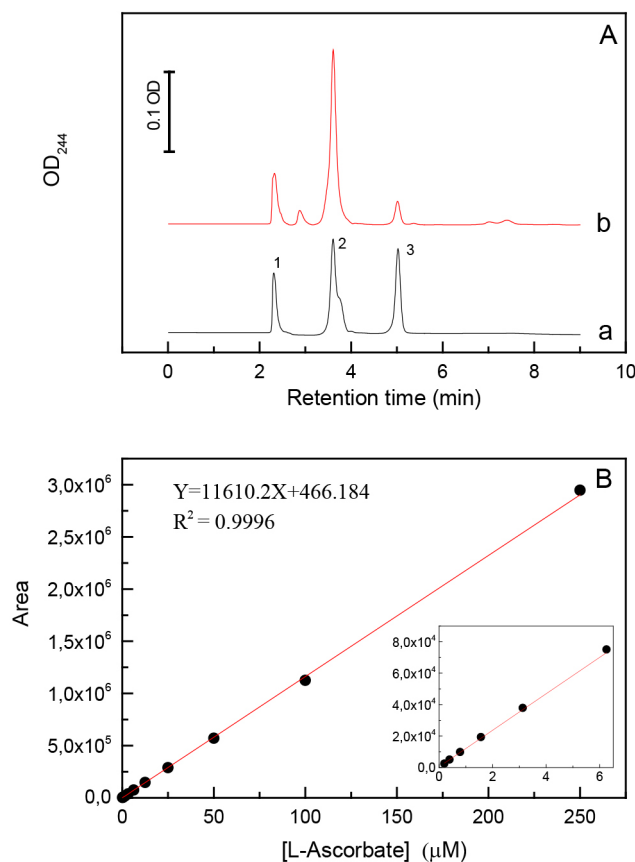 A
0.1 OD
OD244
b
1
2
3
a
0 2 4 6 8 10
Retention time (min)
B
Y=11610.2X+466.184
R2 = 0.9996
3,0x106
2,5x106
2,0x106
1,5x106
1,0x106
5,0x105
0,0
Area
8,0x104
6,0x104
4,0x104
2,0x104
0,0
0 2 4 6
0 50 100 150 200 250
[L-Ascorbate] (µM)